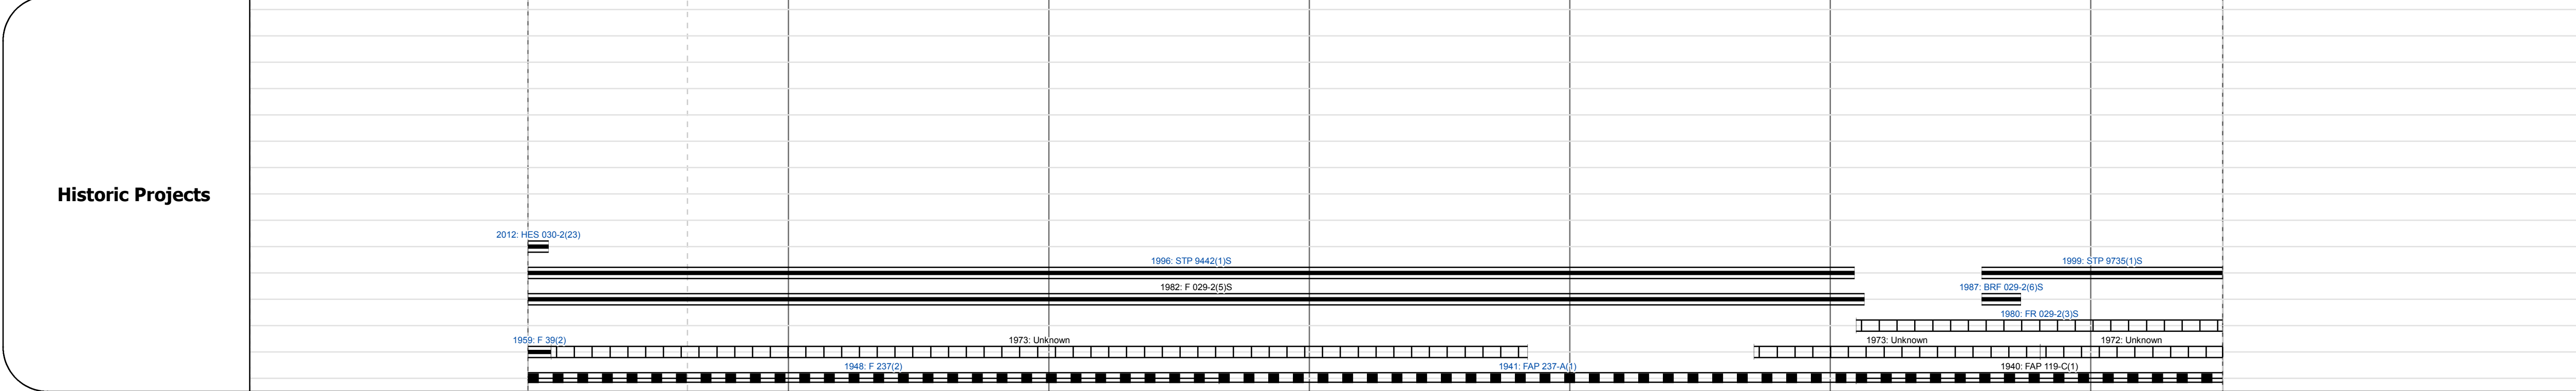 Historic Projects
2012: HES 030-2(23)
1996: STP 9442(1)S
1999: STP 9735(1)S
1982: F 029-2(5)S
1987: BRF 029-2(6)S
1980: FR 029-2(3)S
1959: F 39(2)
1973: Unknown
1973: Unknown
1972: Unknown
1948: F 237(2)
1941: FAP 237-A(1)
1940: FAP 119-C(1)